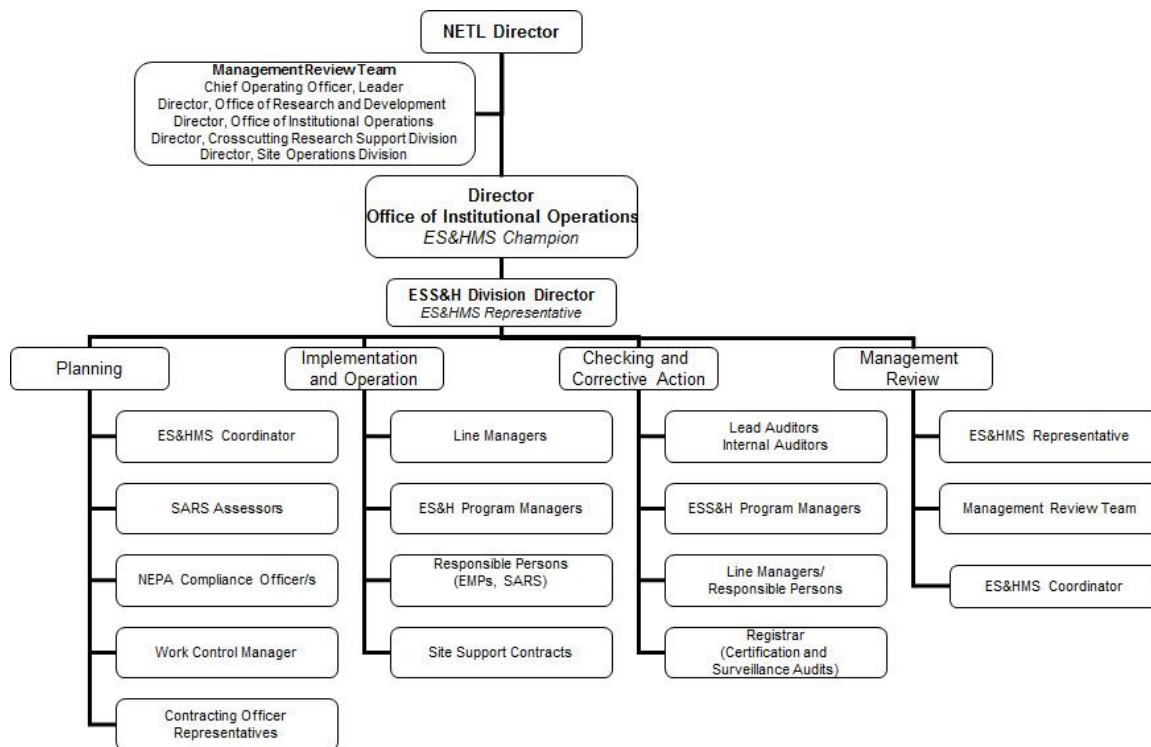 NETL Director
Management Review Team
Chief Operating Officer, Leader
Director, Office of Research and Development
Director, Office of Institutional Operations
Director, Crosscutting Research Support Division
Director, Site Operations Division
Director
Office of Institutional Operations
ES&HMS Champion
ESS&H Division Director
ES&HMS Representative
Planning
ES&HMS Coordinator
SARS Assessors
NEPA Compliance Officer/s
Work Control Manager
Contracting Officer
Representatives
Implementation
and Operation
Line Managers
ES&H Program Managers
Responsible Persons
(EMPs, SARS)
Site Support Contracts
Checking and
Corrective Action
Lead Auditors
Internal Auditors
ESS&H Program Managers
Line Managers/
Responsible Persons
Registrar
(Certification and
Surveillance Audits)
Management
Review
ES&HMS Representative
Management Review Team
ES&HMS Coordinator